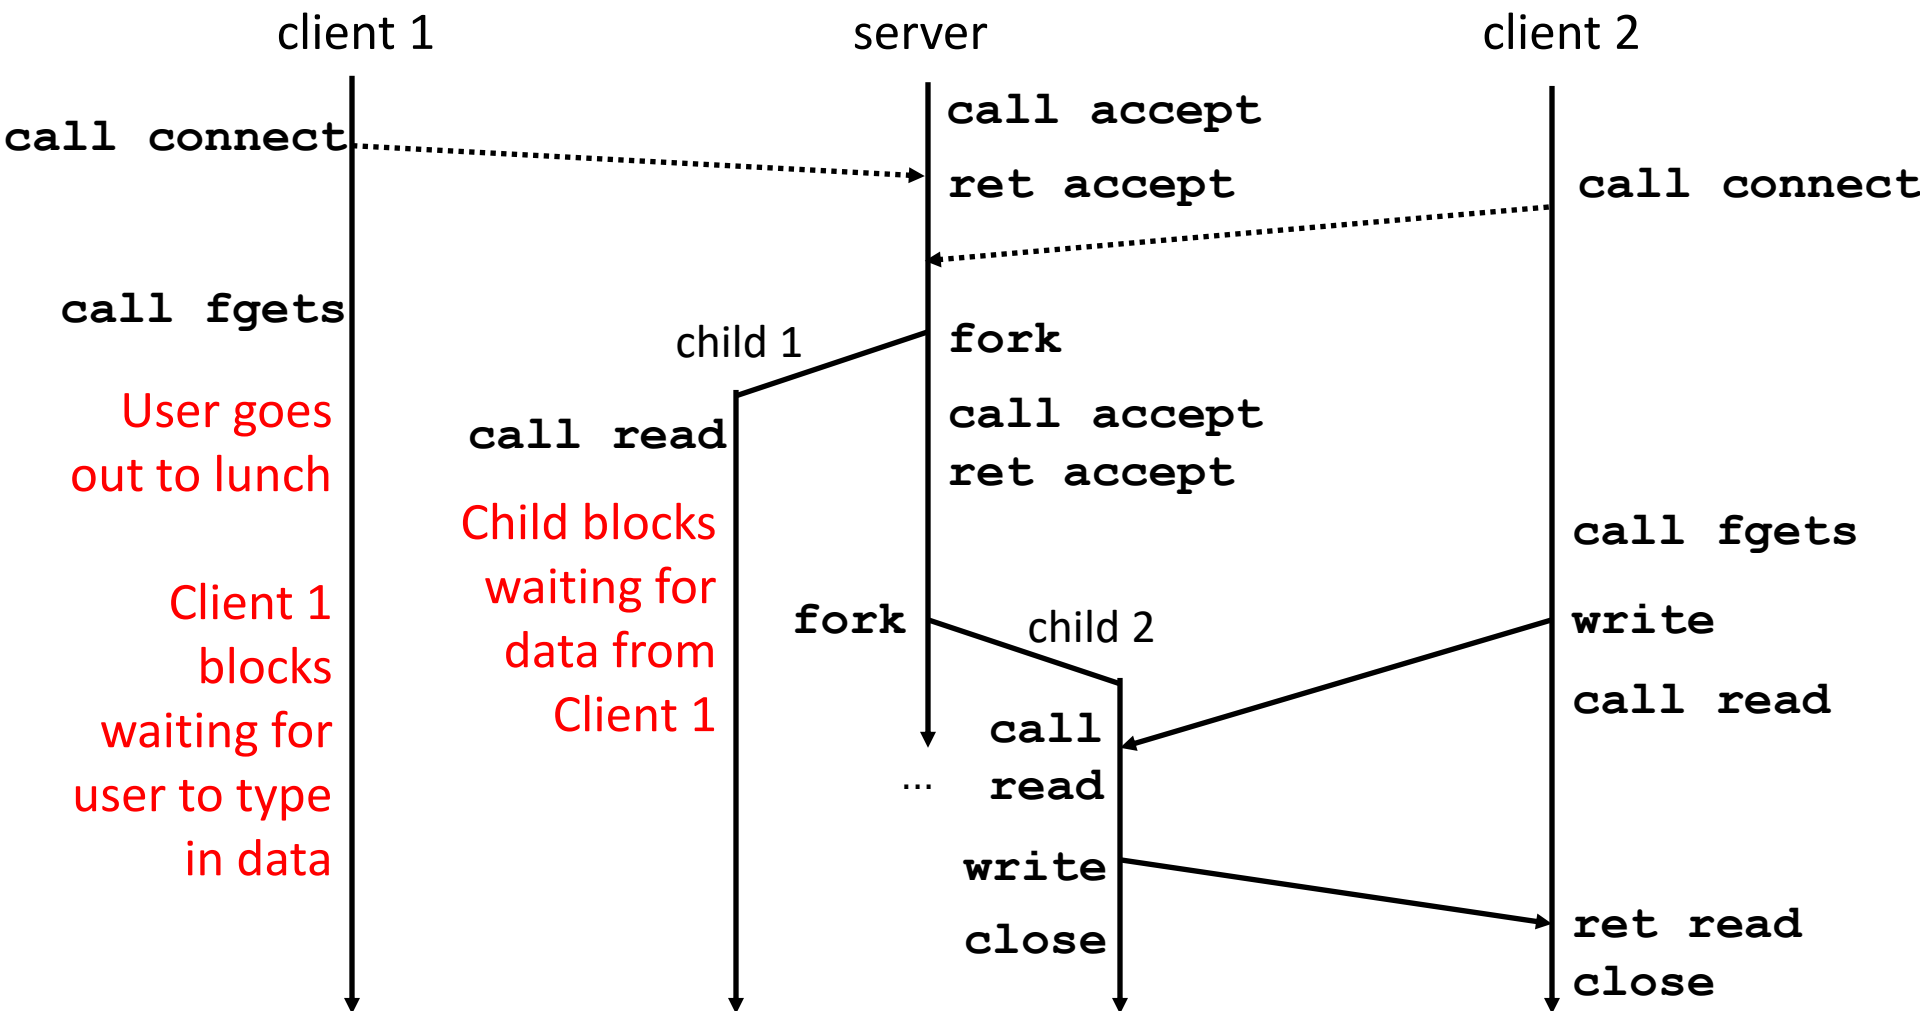 client 1
server
client 2
call connect
call accept
ret accept
call connect
call fgets
child 1
fork
User goes
out to lunch
call read
call accept
ret accept
Child blocks
waiting for
data from
Client 1
call fgets
Client 1
blocks
waiting for
user to type
in data
fork
child 2
write
call read
call
read
...
write
close
ret read
close